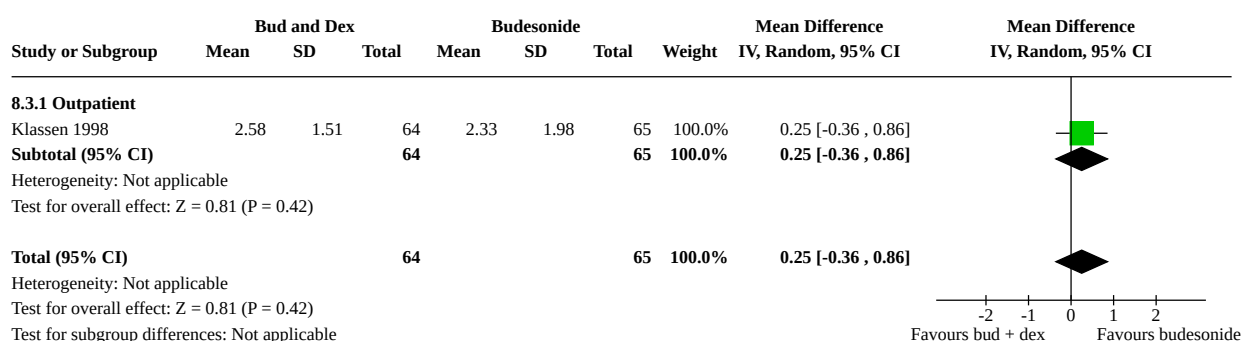 Bud and Dex Budesonide Mean Difference Mean Difference
Study or Subgroup Mean SD Total Mean SD Total Weight IV, Random, 95% CI IV, Random, 95% CI
8.3.1 Outpatient
Klassen 1998 2.58 1.51 64 2.33 1.98 65 100.0% 0.25 [-0.36 , 0.86]
Subtotal (95% CI) 64 65 100.0% 0.25 [-0.36 , 0.86]
Heterogeneity: Not applicable
Test for overall effect: Z = 0.81 (P = 0.42)
Total (95% CI) 64 65 100.0% 0.25 [-0.36 , 0.86]
Heterogeneity: Not applicable
Test for overall effect: Z = 0.81 (P = 0.42)
-2 -1 0 1 2
Test for subgroup differences: Not applicable Favours bud + dex Favours budesonide